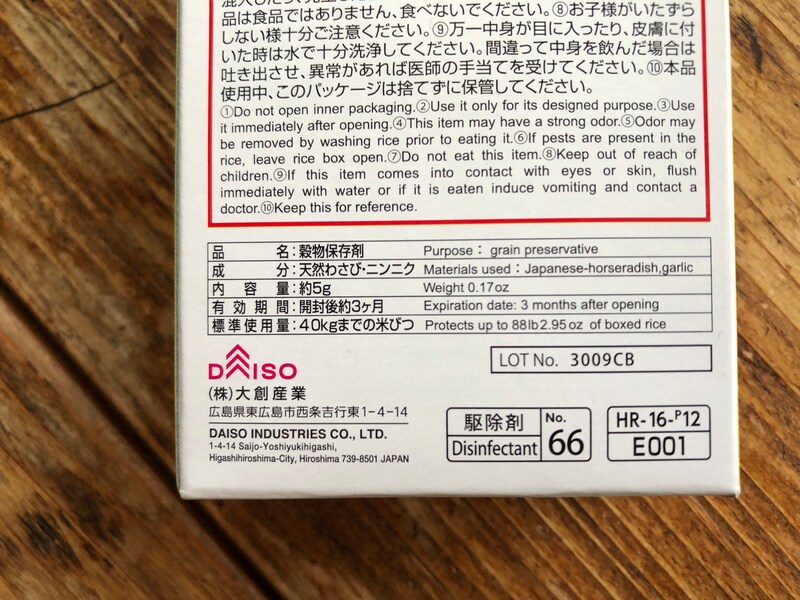 品は食品ではありません、食べないでください。⑧お子様がいたずら
しない様十分ご注意ください。⑨万一中身が目に入ったり、皮膚に付
いた時は水で十分洗浄してください。間違って中身を飲んだ場合は
吐き出させ、異常があれば医師の手当てを受けてください。⑩本品
使用中、このパッケージは捨てずに保管してください。
①Do not open inner packaging.②Use it only for its designed purpose.③Use
it immediately after opening.④This item may have a strong odor.⑤Odor may
be removed by washing rice prior to eating it.⑥If pests are present in the
rice, leave rice box open.⑦Do not eat this item.⑧Keep out of reach of
children.⑨If this item comes into contact with eyes or skin, flush
immediately with water or if it is eaten induce vomiting and contact a
doctor.⑩Keep this for reference.
品名:穀物保存剤 Purpose: grain preservative
成分:天然わさび・ニンニク Materials used:Japanese-horseradish,garlic
内容量:約5g Weight 0.17oz
有効期間:開封後約3ヶ月 Expiration date: 3 months after opening
標準使用量:40kgまでの米びつ Protects up to 88lb2.95oz of boxed rice
DAISO
LOT No. 3009CB
(株)大創産業
広島県東広島市西条吉行東1-4-14
DAISO INDUSTRIES CO., LTD.
1-4-14 Saijo-Yoshiyukihigashi,
Higashihiroshima-City, Hiroshima 739-8501 JAPAN
駆除剤
Disinfectant
No.
66
HR-16-P12
E001